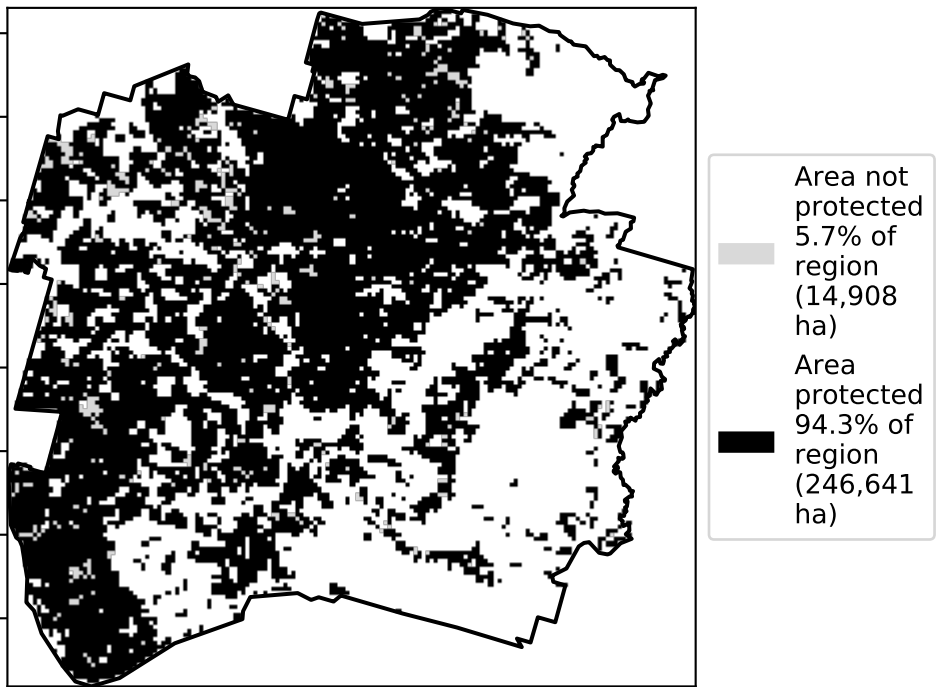 Area not
protected
5.7% of
region
(14,908
ha)
Area
protected
94.3% of
region
(246,641
ha)